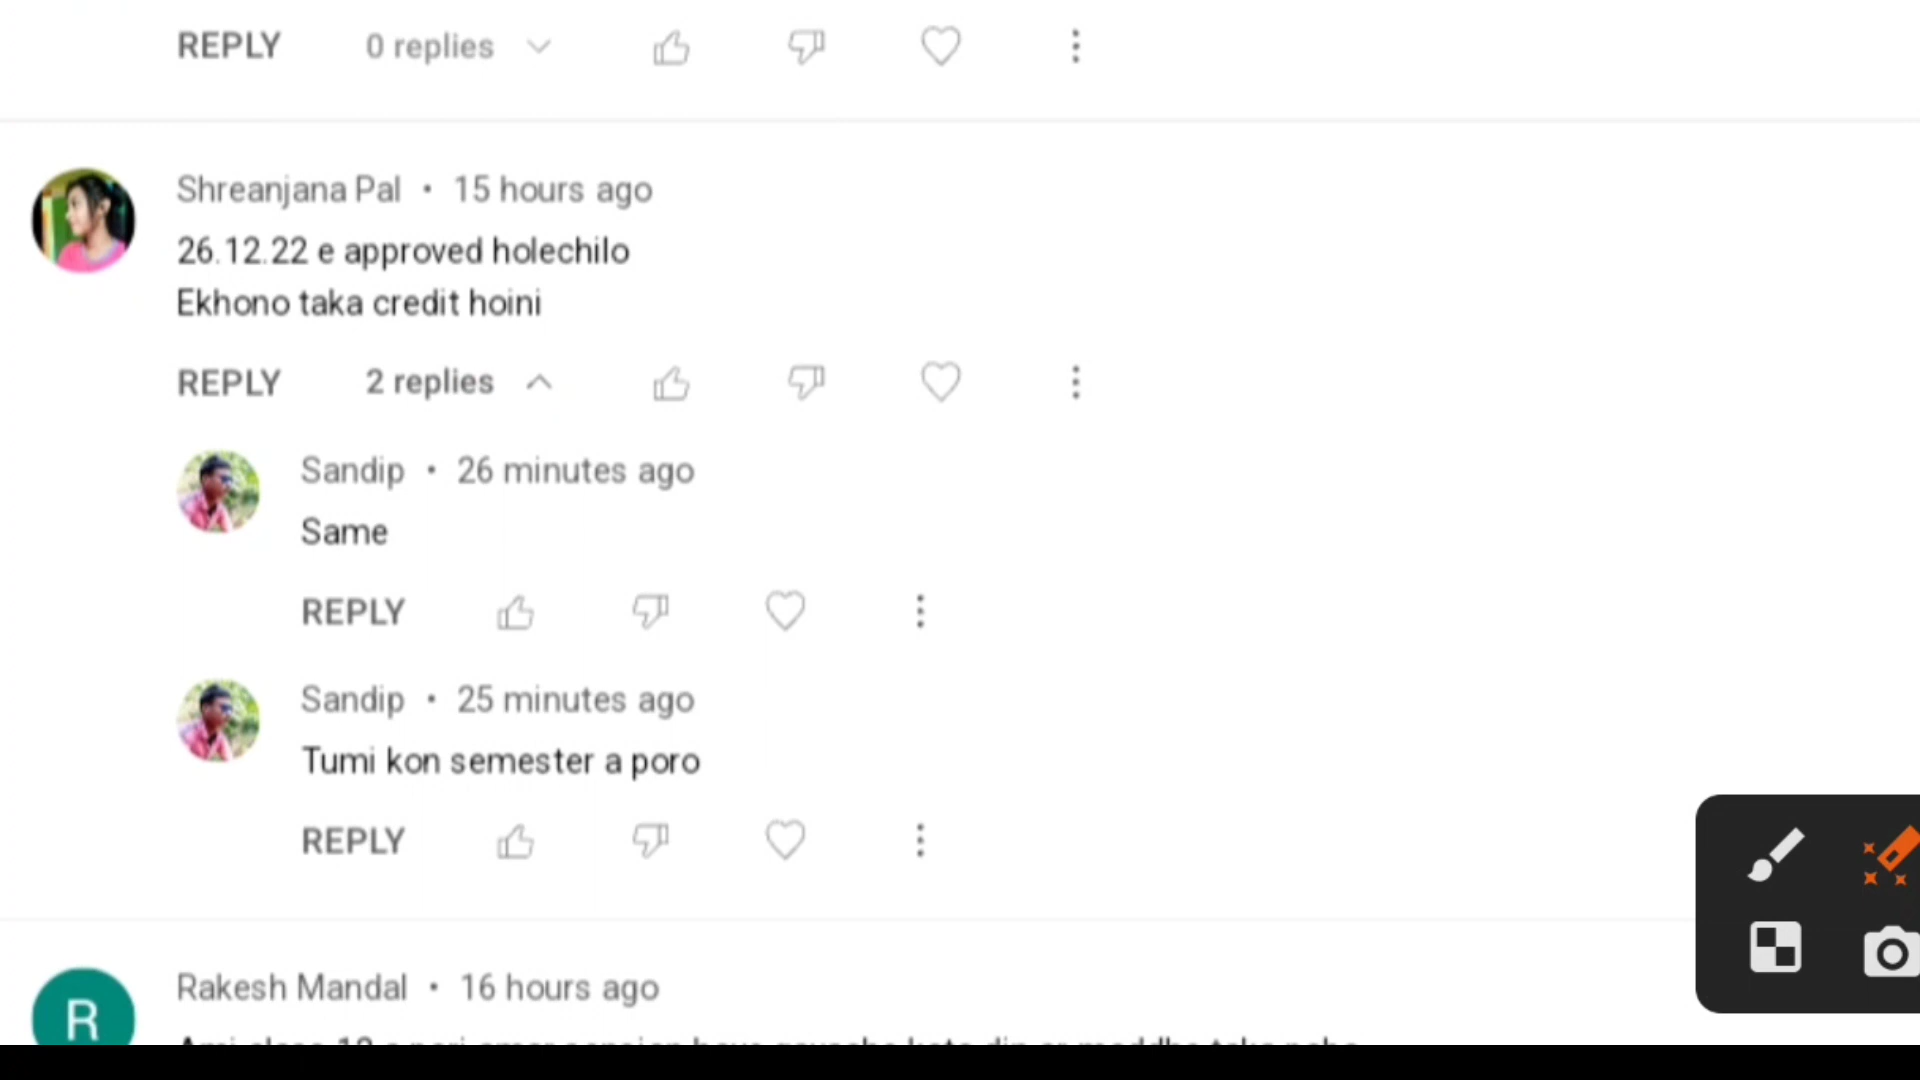 REPLY 0 replies
Shreanjana Pal • 15 hours ago
26.12.22 e approved holechilo
Ekhono taka credit hoini
REPLY 2 replies
Sandip • 26 minutes ago
Same
REPLY
Sandip • 25 minutes ago
Tumi kon semester a poro
REPLY
R Rakesh Mandal • 16 hours ago